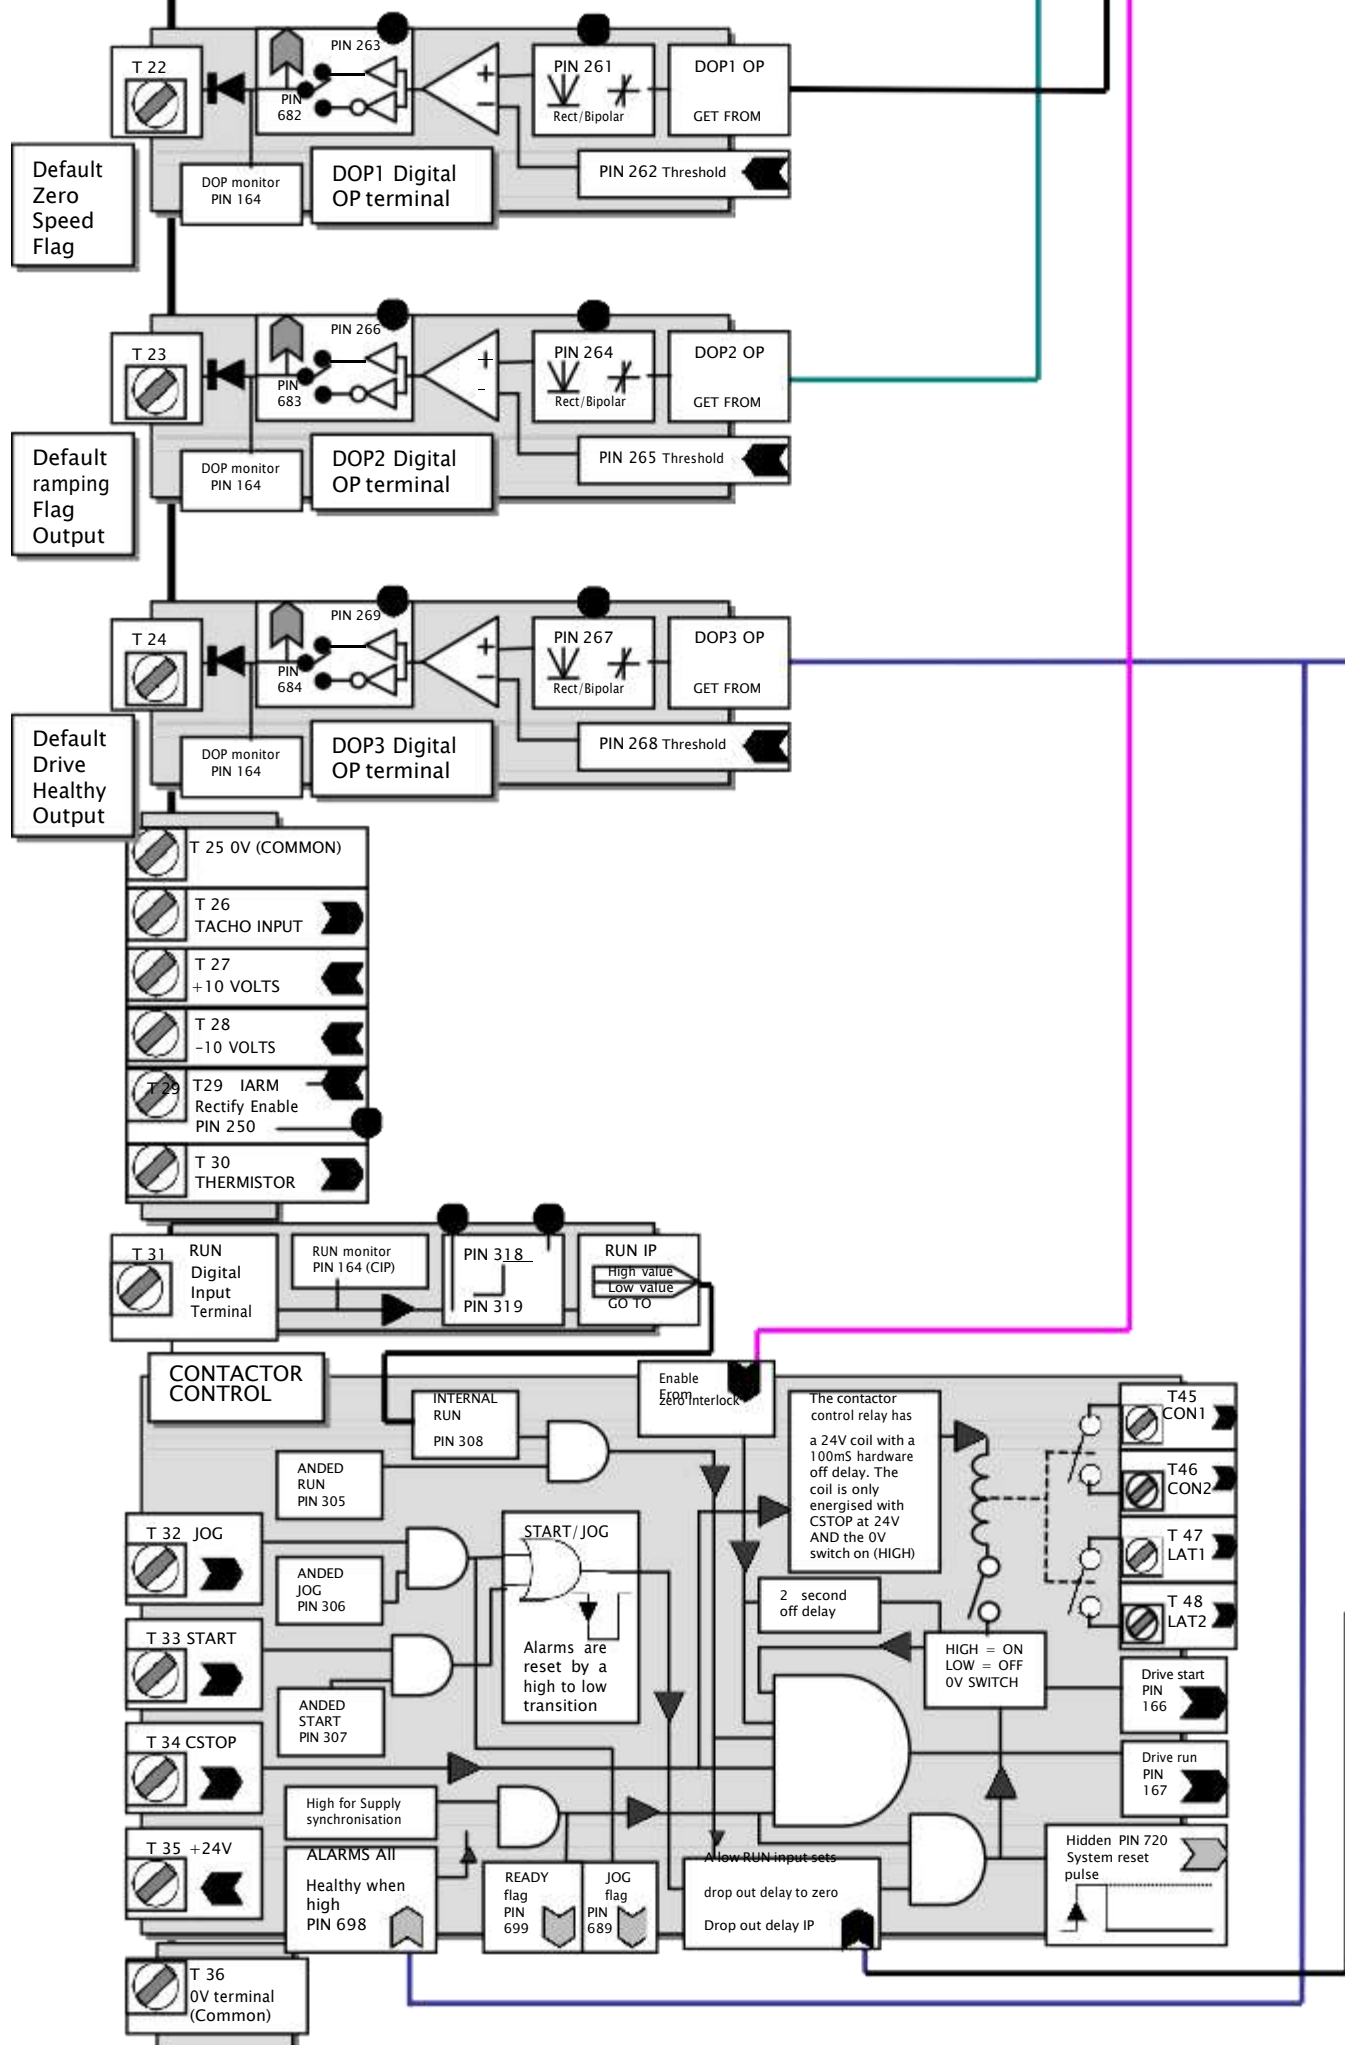 T 22
PIN 263
PIN
682
PIN 261
Rect/Bipolar
DOP1 OP
GET FROM
PIN 262 Threshold
DOP monitor
PIN 164
DOP1 Digital
OP terminal
+
−
Default
Zero
Speed
Flag
T 23
PIN 266
PIN
683
PIN 264
Rect/Bipolar
DOP2 OP
GET FROM
PIN 265 Threshold
DOP monitor
PIN 164
DOP2 Digital
OP terminal
+
−
Default
ramping
Flag
Output
T 24
PIN 269
PIN
684
PIN 267
Rect/Bipolar
DOP3 OP
GET FROM
PIN 268 Threshold
DOP monitor
PIN 164
DOP3 Digital
OP terminal
+
−
Default
Drive
Healthy
Output
T 25 0V (COMMON)
T 26
TACHO INPUT
T 27
+10 VOLTS
T 28
-10 VOLTS
T 29
T29 IARM
Rectify Enable
PIN 250
T 30
THERMISTOR
T 31
RUN
Digital
Input
Terminal
RUN monitor
PIN 164 (CIP)
PIN 318
PIN 319
RUN IP
High value
Low value
GO TO
CONTACTOR
CONTROL
INTERNAL
RUN
PIN 308
ANDED
RUN
PIN 305
Enable
From
zero Interlock
The contactor
control relay has
a 24V coil with a
100mS hardware
off delay. The
coil is only
energised with
CSTOP at 24V
AND the 0V
switch on (HIGH)
T45
CON1
T46
CON2
T 47
LAT1
T 48
LAT2
T 32 JOG
ANDED
JOG
PIN 306
START/JOG
Alarms are
reset by a
high to low
transition
2 second
off delay
HIGH = ON
LOW = OFF
0V SWITCH
T 33 START
ANDED
START
PIN 307
Drive start
PIN
166
T 34 CSTOP
Drive run
PIN
167
High for Supply
synchronisation
T 35 +24V
ALARMS All
Healthy when
high
PIN 698
READY
flag
PIN
699
JOG
flag
PIN
689
A low RUN input sets
drop out delay to zero
Drop out delay IP
Hidden PIN 720
System reset
pulse
T 36
0V terminal
(Common)